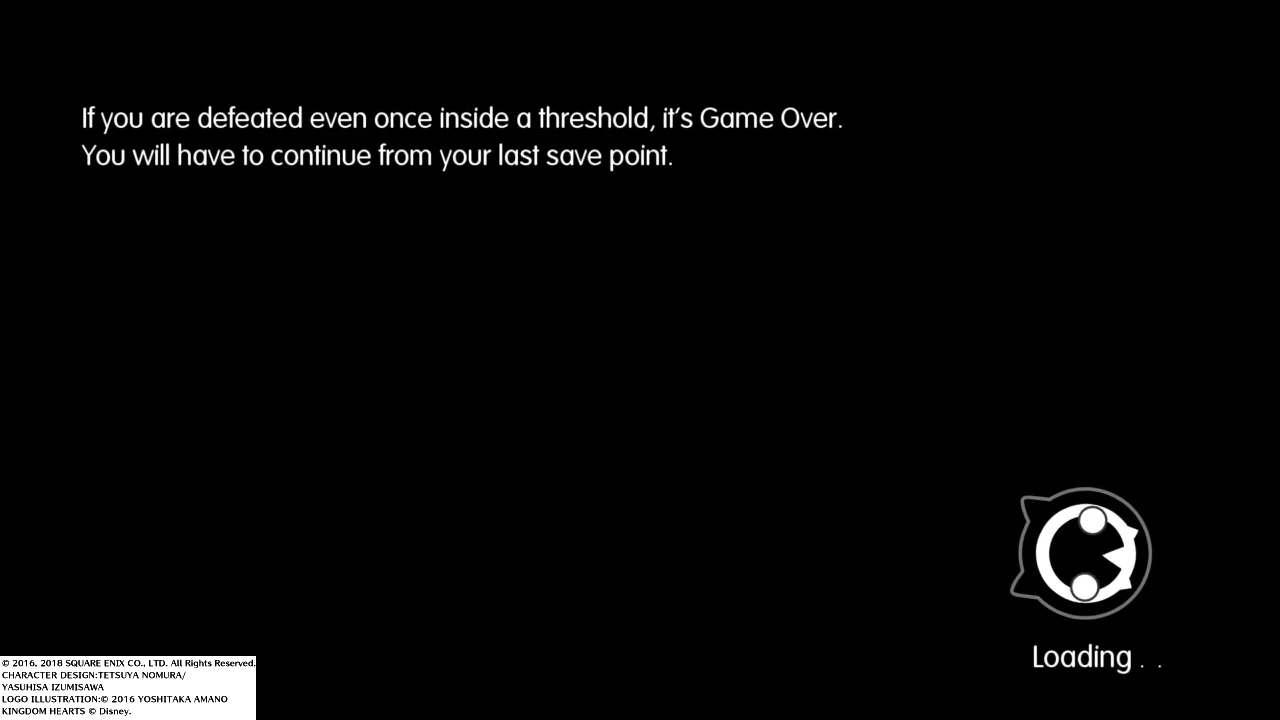 If you are defeated even once inside a threshold, it's Game Over.
You will have to continue from your last save point.
Loading . .
© 2016, 2018 SQUARE ENIX CO., LTD. All Rights Reserved.
CHARACTER DESIGN:TETSUYA NOMURA/
YASUHISA IZUMISAWA
LOGO ILLUSTRATION:© 2016 YOSHITAKA AMANO
KINGDOM HEARTS © Disney.